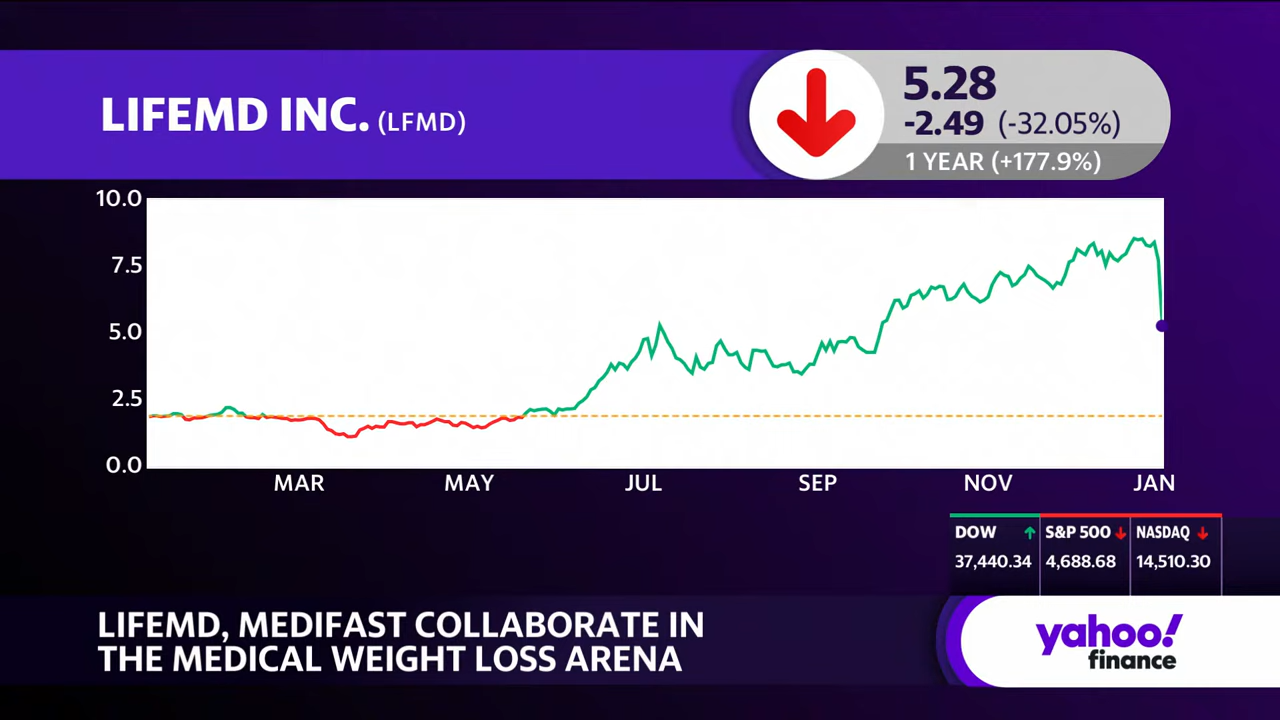 LIFEMD INC. (LFMD)
5.28
-2.49 (-32.05%)
1 YEAR (+177.9%)
10.0
7.5
5.0
2.5
0.0
MAR MAY JUL SEP NOV JAN
DOW S&P 500 NASDAQ
37,440.34 4,688.68 14,510.30
LIFEMD, MEDIFAST COLLABORATE IN
THE MEDICAL WEIGHT LOSS ARENA
yahoo!
finance